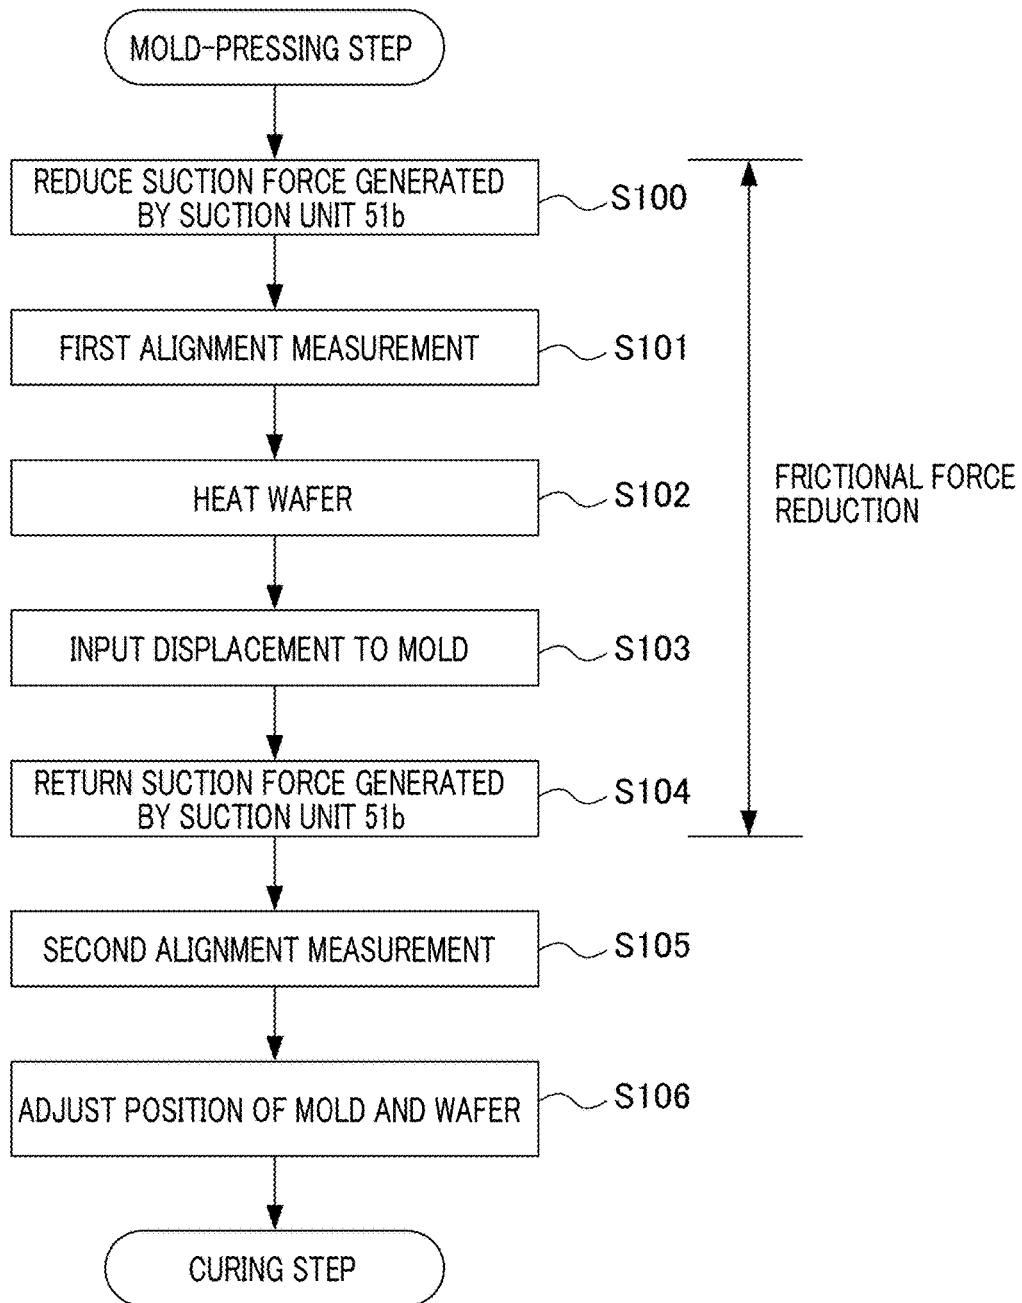 MOLD-PRESSING STEP
REDUCE SUCTION FORCE GENERATED
BY SUCTION UNIT 51b
S100
FIRST ALIGNMENT MEASUREMENT
S101
HEAT WAFER
S102
FRICTIONAL FORCE
REDUCTION
INPUT DISPLACEMENT TO MOLD
S103
RETURN SUCTION FORCE GENERATED
BY SUCTION UNIT 51b
S104
SECOND ALIGNMENT MEASUREMENT
S105
ADJUST POSITION OF MOLD AND WAFER
S106
CURING STEP